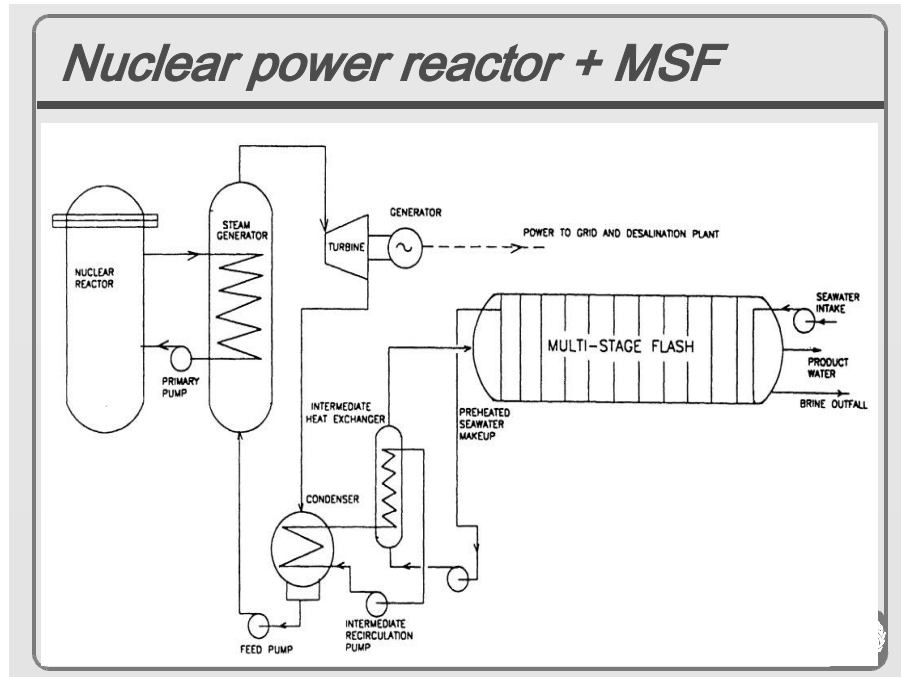 Nuclear power reactor + MSF
GENERATOR
STEAM
GENERATOR
TURBINE
POWER TO GRID AND DESALINATION PLANT
NUCLEAR
REACTOR
SEAWATER
INTAKE
MULTI-STAGE FLASH
PRODUCT
WATER
PRIMARY
PUMP
BRINE OUTFALL
INTERMEDIATE
HEAT EXCHANGER
PREHEATED
SEAWATER
MAKEUP
CONDENSER
INTERMEDIATE
RECIRCULATION
PUMP
FEED PUMP